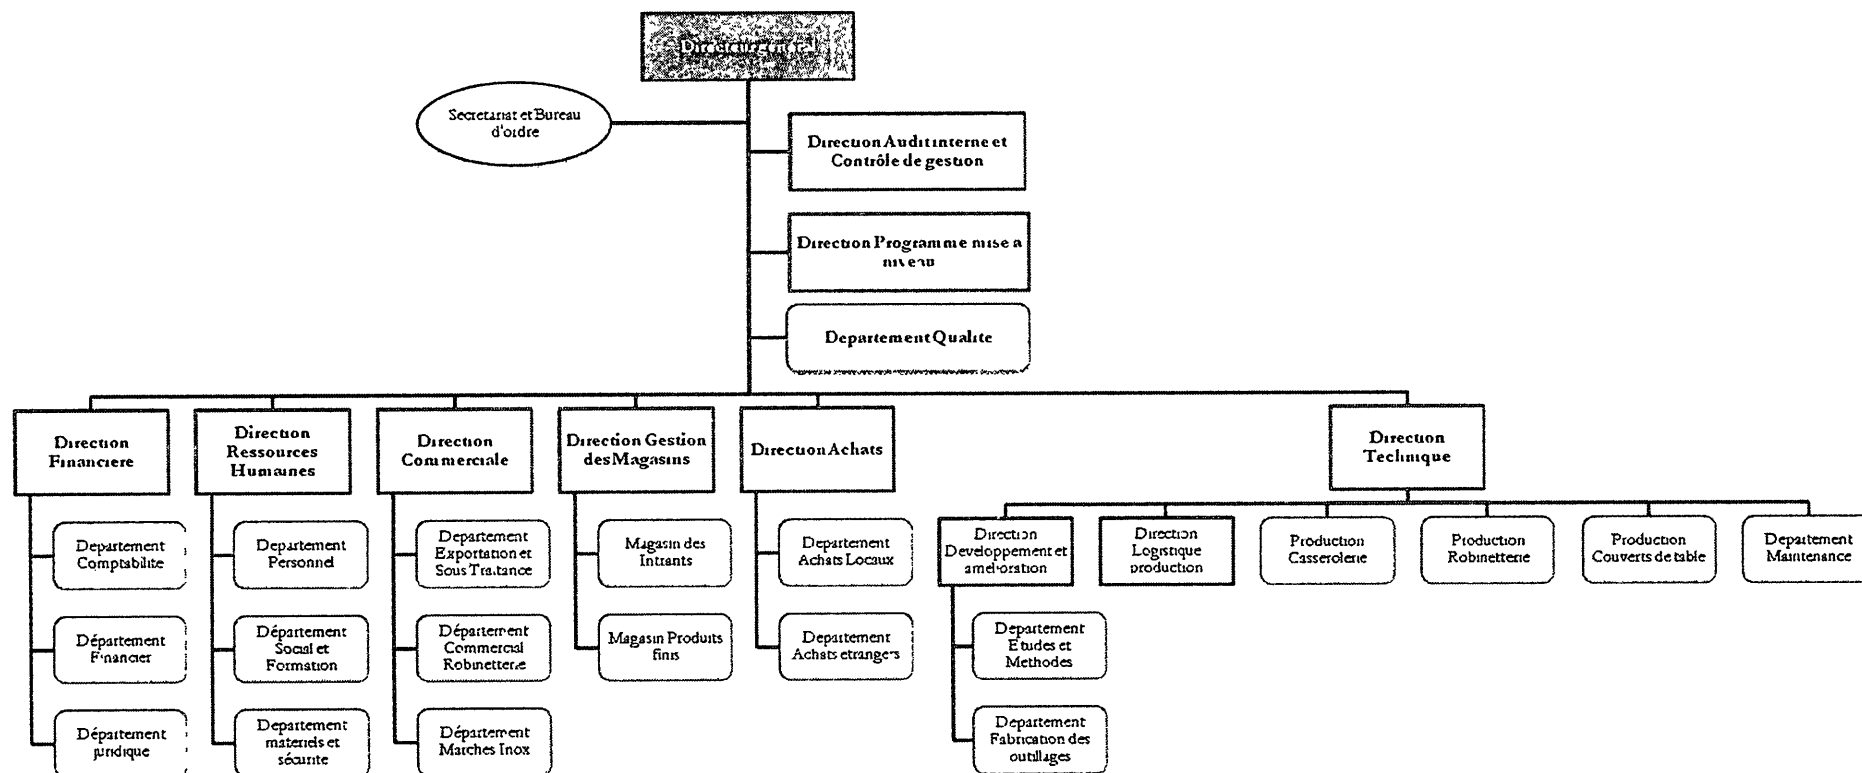 Directeur général
Secretariat et Bureau
d'ordre
Direction Audit interne et
Contrôle de gestion
Direction Programme mise a
niveau
Departement Qualite
Direction
Financiere
Direction
Ressources
Humaines
Direction
Commerciale
Direction Gestion
des Magasins
Direction Achats
Direction
Technique
Departement
Comptabilite
Département
Financier
Département
juridique
Departement
Personnel
Département
Social et
Formation
Departement
materiels et
sécurite
Departement
Exportation et
Sous Traitance
Département
Commercial
Robinetterie
Département
Marches Inox
Magasin des
Intrants
Magasin Produits
finis
Departement
Achats Locaux
Departement
Achats etrangers
Direction
Developpement et
amelioration
Direction
Logistique
production
Production
Casserolerie
Production
Robinetterie
Production
Couverts de table
Departement
Maintenance
Departement
Etudes et
Methodes
Departement
Fabrication des
outillages